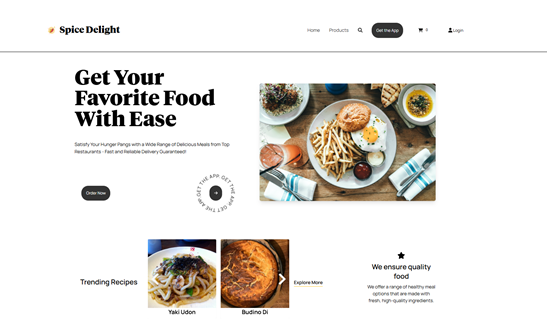 Spice Delight
Home
Products
Get the App
0
Login
Get Your
Favorite Food
With Ease
Satisfy Your Hunger Pangs with a Wide Range of Delicious Meals from Top
Restaurants - Fast and Reliable Delivery Guaranteed!
Order Now
GET THE APP GET THE APP GET THE APP
Trending Recipes
Yaki Udon
Budino Di
Explore More
We ensure quality
food
We offer a range of healthy meal
options that are made with
fresh, high-quality ingredients.